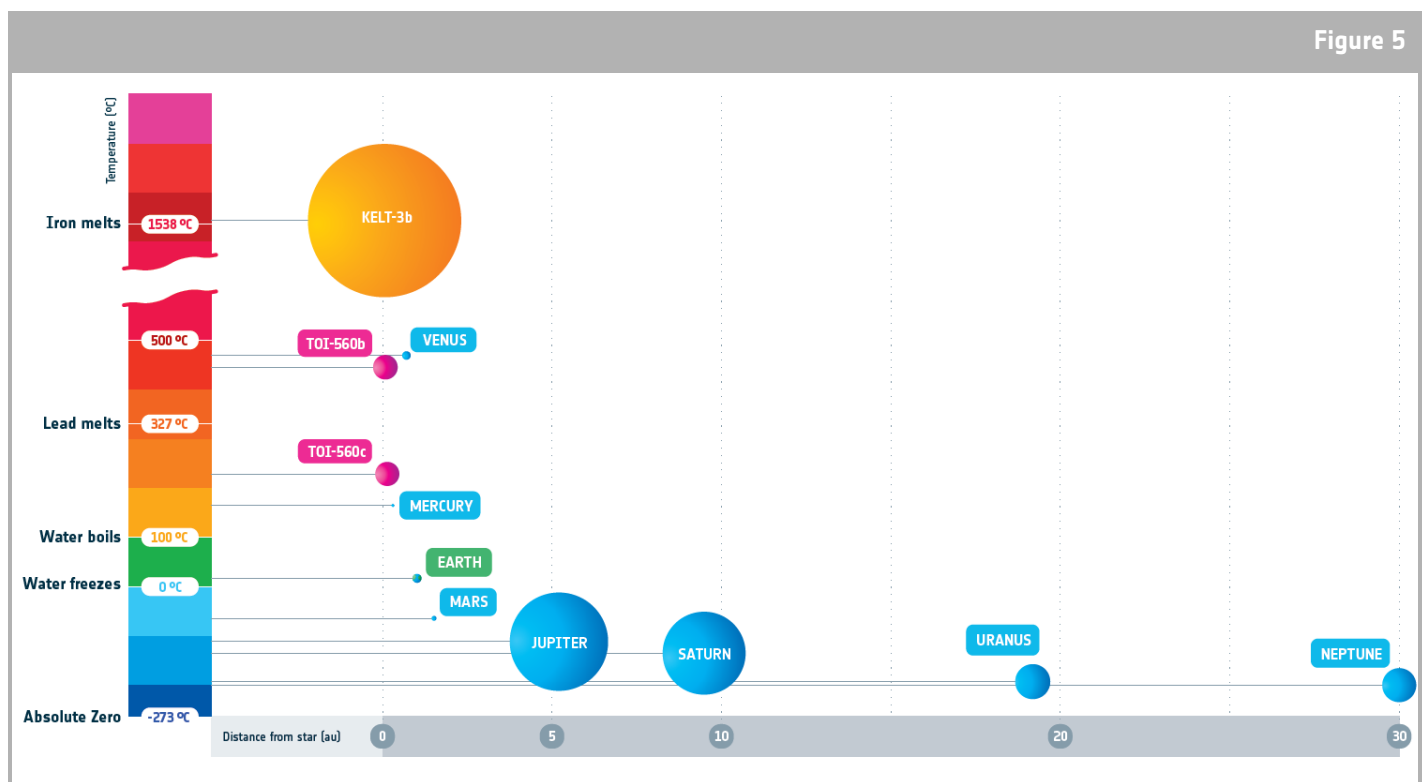 Figure 5
Temperature [ºC]
Iron melts
1538 ºC
KELT-3b
500 ºC
TOI-560b
VENUS
Lead melts
327 ºC
TOI-560c
MERCURY
Water boils
100 ºC
EARTH
Water freezes
0 ºC
MARS
JUPITER
SATURN
URANUS
NEPTUNE
Absolute Zero
-273 ºC
Distance from star [au]
0
5
10
20
30